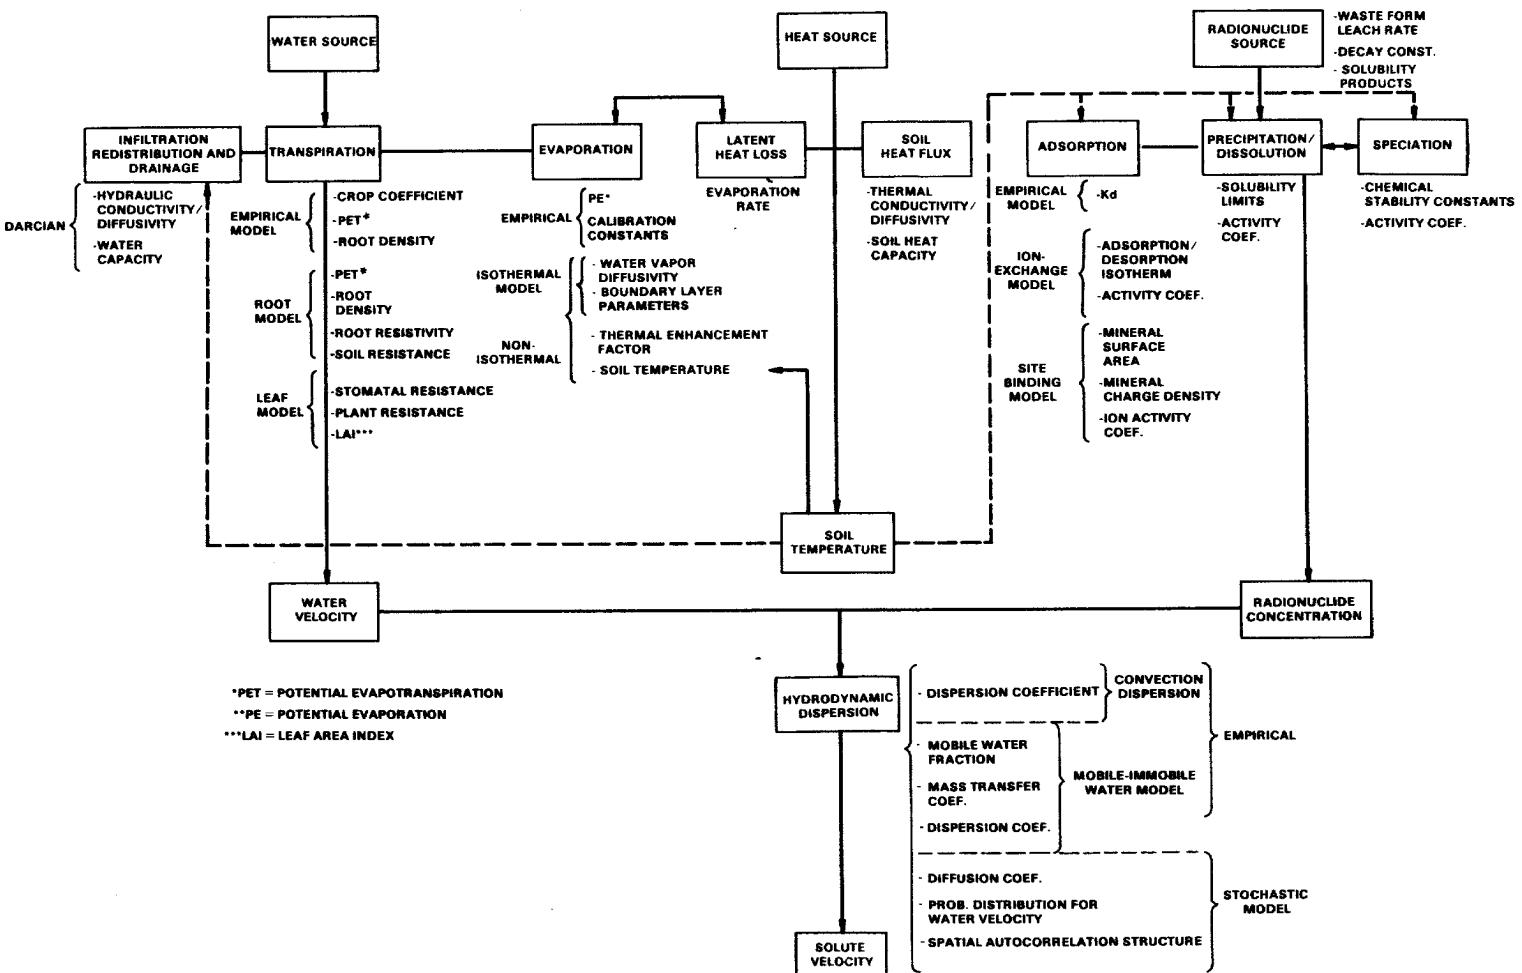 WATER SOURCE
HEAT SOURCE
RADIONUCLIDE
SOURCE
-WASTE FORM
LEACH RATE
-DECAY CONST.
- SOLUBILITY
PRODUCTS
INFILTRATION
REDISTRIBUTION AND
DRAINAGE
TRANSPIRATION
EVAPORATION
LATENT
HEAT LOSS
SOIL
HEAT FLUX
ADSORPTION
PRECIPITATION/
DISSOLUTION
SPECIATION
DARCIAN
-HYDRAULIC
CONDUCTIVITY/
DIFFUSIVITY
-WATER
CAPACITY
EMPIRICAL
MODEL
-CROP COEFFICIENT
-PET*
-ROOT DENSITY
ROOT
MODEL
-PET*
-ROOT
DENSITY
-ROOT RESISTIVITY
-SOIL RESISTANCE
LEAF
MODEL
-STOMATAL RESISTANCE
-PLANT RESISTANCE
-LAI***
EMPIRICAL
PE*
CALIBRATION
CONSTANTS
ISOTHERMAL
MODEL
- WATER VAPOR
DIFFUSIVITY
- BOUNDARY LAYER
PARAMETERS
NON-
ISOTHERMAL
- THERMAL ENHANCEMENT
FACTOR
- SOIL TEMPERATURE
EVAPORATION
RATE
-THERMAL
CONDUCTIVITY/
DIFFUSIVITY
-SOIL HEAT
CAPACITY
EMPIRICAL
MODEL
-Kd
ION-
EXCHANGE
MODEL
-ADSORPTION/
DESORPTION
ISOTHERM
-ACTIVITY COEF.
SITE
BINDING
MODEL
-MINERAL
SURFACE
AREA
-MINERAL
CHARGE DENSITY
-ION ACTIVITY
COEF.
-SOLUBILITY
LIMITS
-ACTIVITY
COEF.
-CHEMICAL
STABILITY CONSTANTS
-ACTIVITY COEF.
SOIL
TEMPERATURE
WATER
VELOCITY
RADIONUCLIDE
CONCENTRATION
*PET = POTENTIAL EVAPOTRANSPIRATION
**PE = POTENTIAL EVAPORATION
***LAI = LEAF AREA INDEX
HYDRODYNAMIC
DISPERSION
- DISPERSION COEFFICIENT
CONVECTION
DISPERSION
- MOBILE WATER
FRACTION
- MASS TRANSFER
COEF.
- DISPERSION COEF.
MOBILE-IMMOBILE
WATER MODEL
EMPIRICAL
- DIFFUSION COEF.
- PROB. DISTRIBUTION FOR
WATER VELOCITY
- SPATIAL AUTOCORRELATION STRUCTURE
STOCHASTIC
MODEL
SOLUTE
VELOCITY